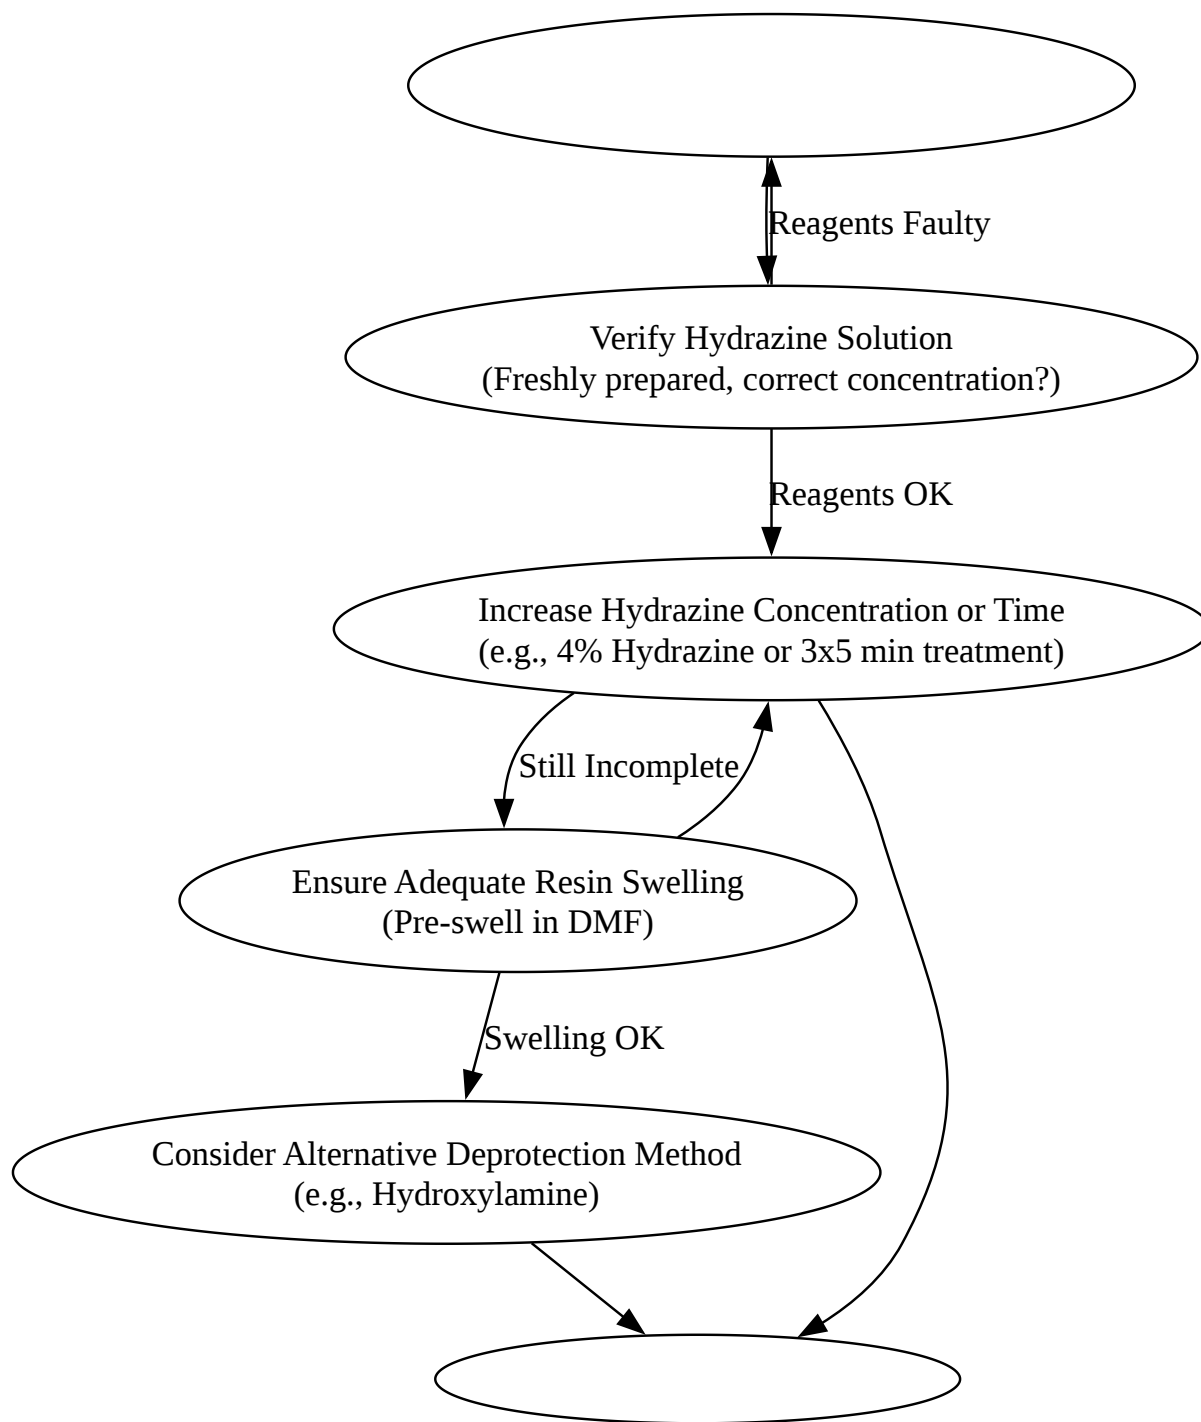 Reagents Faulty
Verify Hydrazine Solution
(Freshly prepared, correct concentration?)
Reagents OK
Increase Hydrazine Concentration or Time
(e.g., 4% Hydrazine or 3x5 min treatment)
Still Incomplete
Ensure Adequate Resin Swelling
(Pre-swell in DMF)
Swelling OK
Consider Alternative Deprotection Method
(e.g., Hydroxylamine)